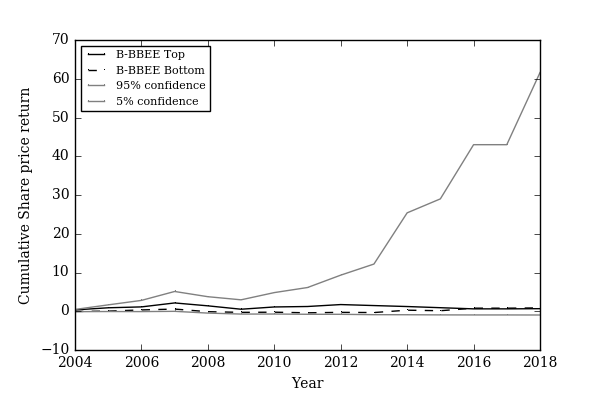 70
60
50
40
30
20
10
0
−10
Cumulative Share price return
B-BBEE Top
B-BBEE Bottom
95% confidence
5% confidence
2004 2006 2008 2010 2012 2014 2016 2018
Year